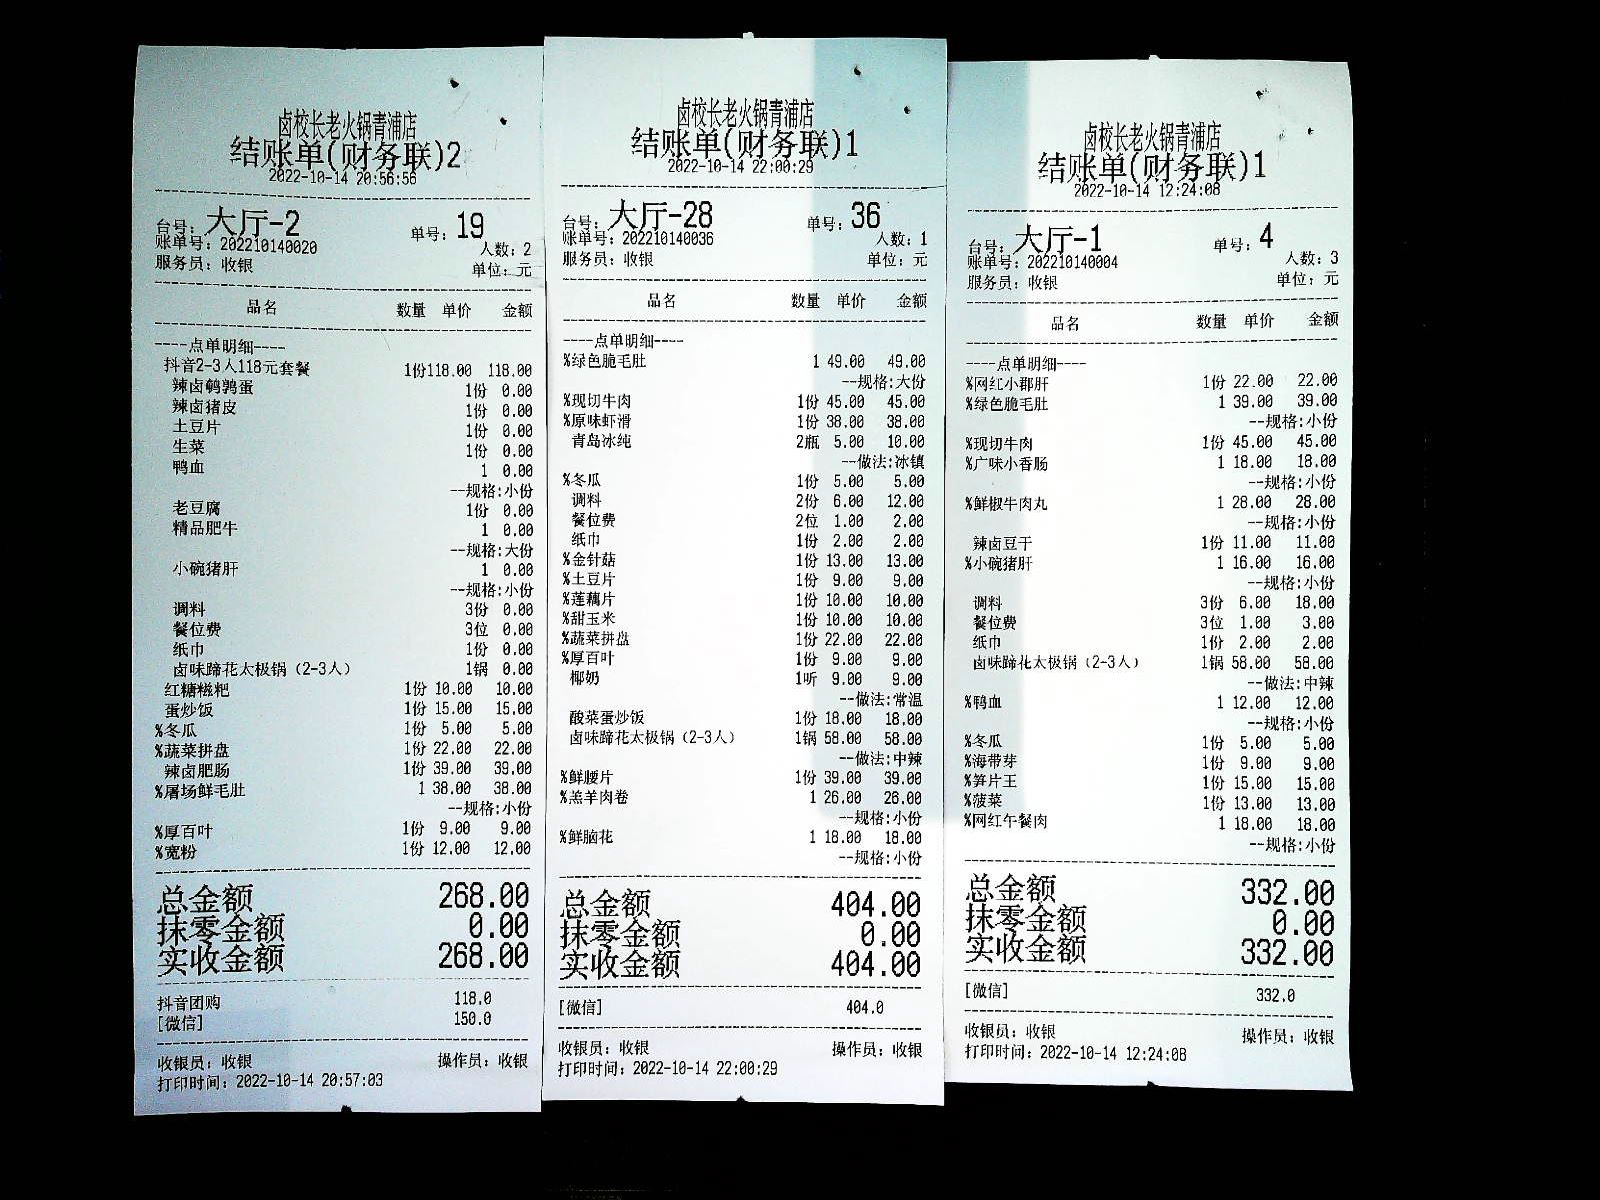 卤校长老火锅青浦店
结账单(财务联)2
2022-10-14 20:56:56
台号: 大厅-2 单号: 19
账单号: 202210140020 人数: 2
服务员: 收银 单位: 元
品名 数量 单价 金额
----点单明细----
抖音2-3人118元套餐 1份118.00 118.00
辣卤鹌鹑蛋 1份 0.00
辣卤猪皮 1份 0.00
土豆片 1份 0.00
生菜 1份 0.00
鸭血 1 0.00
--规格:小份
老豆腐 1份 0.00
精品肥牛 1 0.00
--规格:大份
小碗猪肝 1 0.00
--规格:小份
调料 3份 0.00
餐位费 3位 0.00
纸巾 1份 0.00
卤味蹄花太极锅（2-3人） 1锅 0.00
红糖糍粑 1份 10.00 10.00
蛋炒饭 1份 15.00 15.00
%冬瓜 1份 5.00 5.00
%蔬菜拼盘 1份 22.00 22.00
辣卤肥肠 1份 39.00 39.00
%屠场鲜毛肚 1 38.00 38.00
--规格:小份
%厚百叶 1份 9.00 9.00
%宽粉 1份 12.00 12.00
总金额 268.00
抹零金额 0.00
实收金额 268.00
抖音团购 118.0
[微信] 150.0
收银员: 收银 操作员: 收银
打印时间: 2022-10-14 20:57:03
卤校长老火锅青浦店
结账单(财务联)1
2022-10-14 22:00:29
台号: 大厅-28 单号: 36
账单号: 202210140036 人数: 1
服务员: 收银 单位: 元
品名 数量 单价 金额
----点单明细----
%绿色脆毛肚 1 49.00 49.00
--规格:大份
%现切牛肉 1份 45.00 45.00
%原味虾滑 1份 38.00 38.00
青岛冰纯 2瓶 5.00 10.00
--做法:冰镇
%冬瓜 1份 5.00 5.00
调料 2份 6.00 12.00
餐位费 2位 1.00 2.00
纸巾 1份 2.00 2.00
%金针菇 1份 13.00 13.00
%土豆片 1份 9.00 9.00
%莲藕片 1份 10.00 10.00
%甜玉米 1份 10.00 10.00
%蔬菜拼盘 1份 22.00 22.00
%厚百叶 1份 9.00 9.00
椰奶 1听 9.00 9.00
--做法:常温
酸菜蛋炒饭 1份 18.00 18.00
卤味蹄花太极锅（2-3人） 1锅 58.00 58.00
--做法:中辣
%鲜腰片 1份 39.00 39.00
%羔羊肉卷 1 26.00 26.00
--规格:小份
%鲜脑花 1 18.00 18.00
--规格:小份
总金额 404.00
抹零金额 0.00
实收金额 404.00
[微信] 404.0
收银员: 收银 操作员: 收银
打印时间: 2022-10-14 22:00:29
卤校长老火锅青浦店
结账单(财务联)1
2022-10-14 12:24:08
台号: 大厅-1 单号: 4
账单号: 202210140004 人数: 3
服务员: 收银 单位: 元
品名 数量 单价 金额
----点单明细----
%网红小郡肝 1份 22.00 22.00
%绿色脆毛肚 1 39.00 39.00
--规格:小份
%现切牛肉 1份 45.00 45.00
%广味小香肠 1 18.00 18.00
--规格:小份
%鲜椒牛肉丸 1 28.00 28.00
--规格:小份
辣卤豆干 1份 11.00 11.00
%小碗猪肝 1 16.00 16.00
--规格:小份
调料 3份 6.00 18.00
餐位费 3位 1.00 3.00
纸巾 1份 2.00 2.00
卤味蹄花太极锅（2-3人） 1锅 58.00 58.00
--做法:中辣
%鸭血 1 12.00 12.00
--规格:小份
%冬瓜 1份 5.00 5.00
%海带芽 1份 9.00 9.00
%笋片王 1份 15.00 15.00
%菠菜 1份 13.00 13.00
%网红午餐肉 1 18.00 18.00
--规格:小份
总金额 332.00
抹零金额 0.00
实收金额 332.00
[微信] 332.0
收银员: 收银 操作员: 收银
打印时间: 2022-10-14 12:24:08